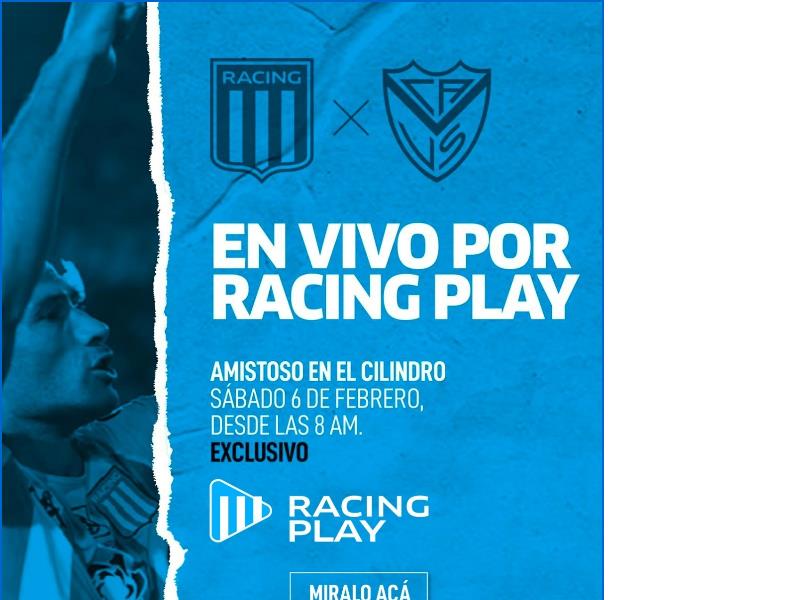 RACING
CAVS
EN VIVO POR
RACING PLAY
AMISTOSO EN EL CILINDRO
SÁBADO 6 DE FEBRERO,
DESDE LAS 8 AM.
EXCLUSIVO
RACING
PLAY
MIRALO ACÁ